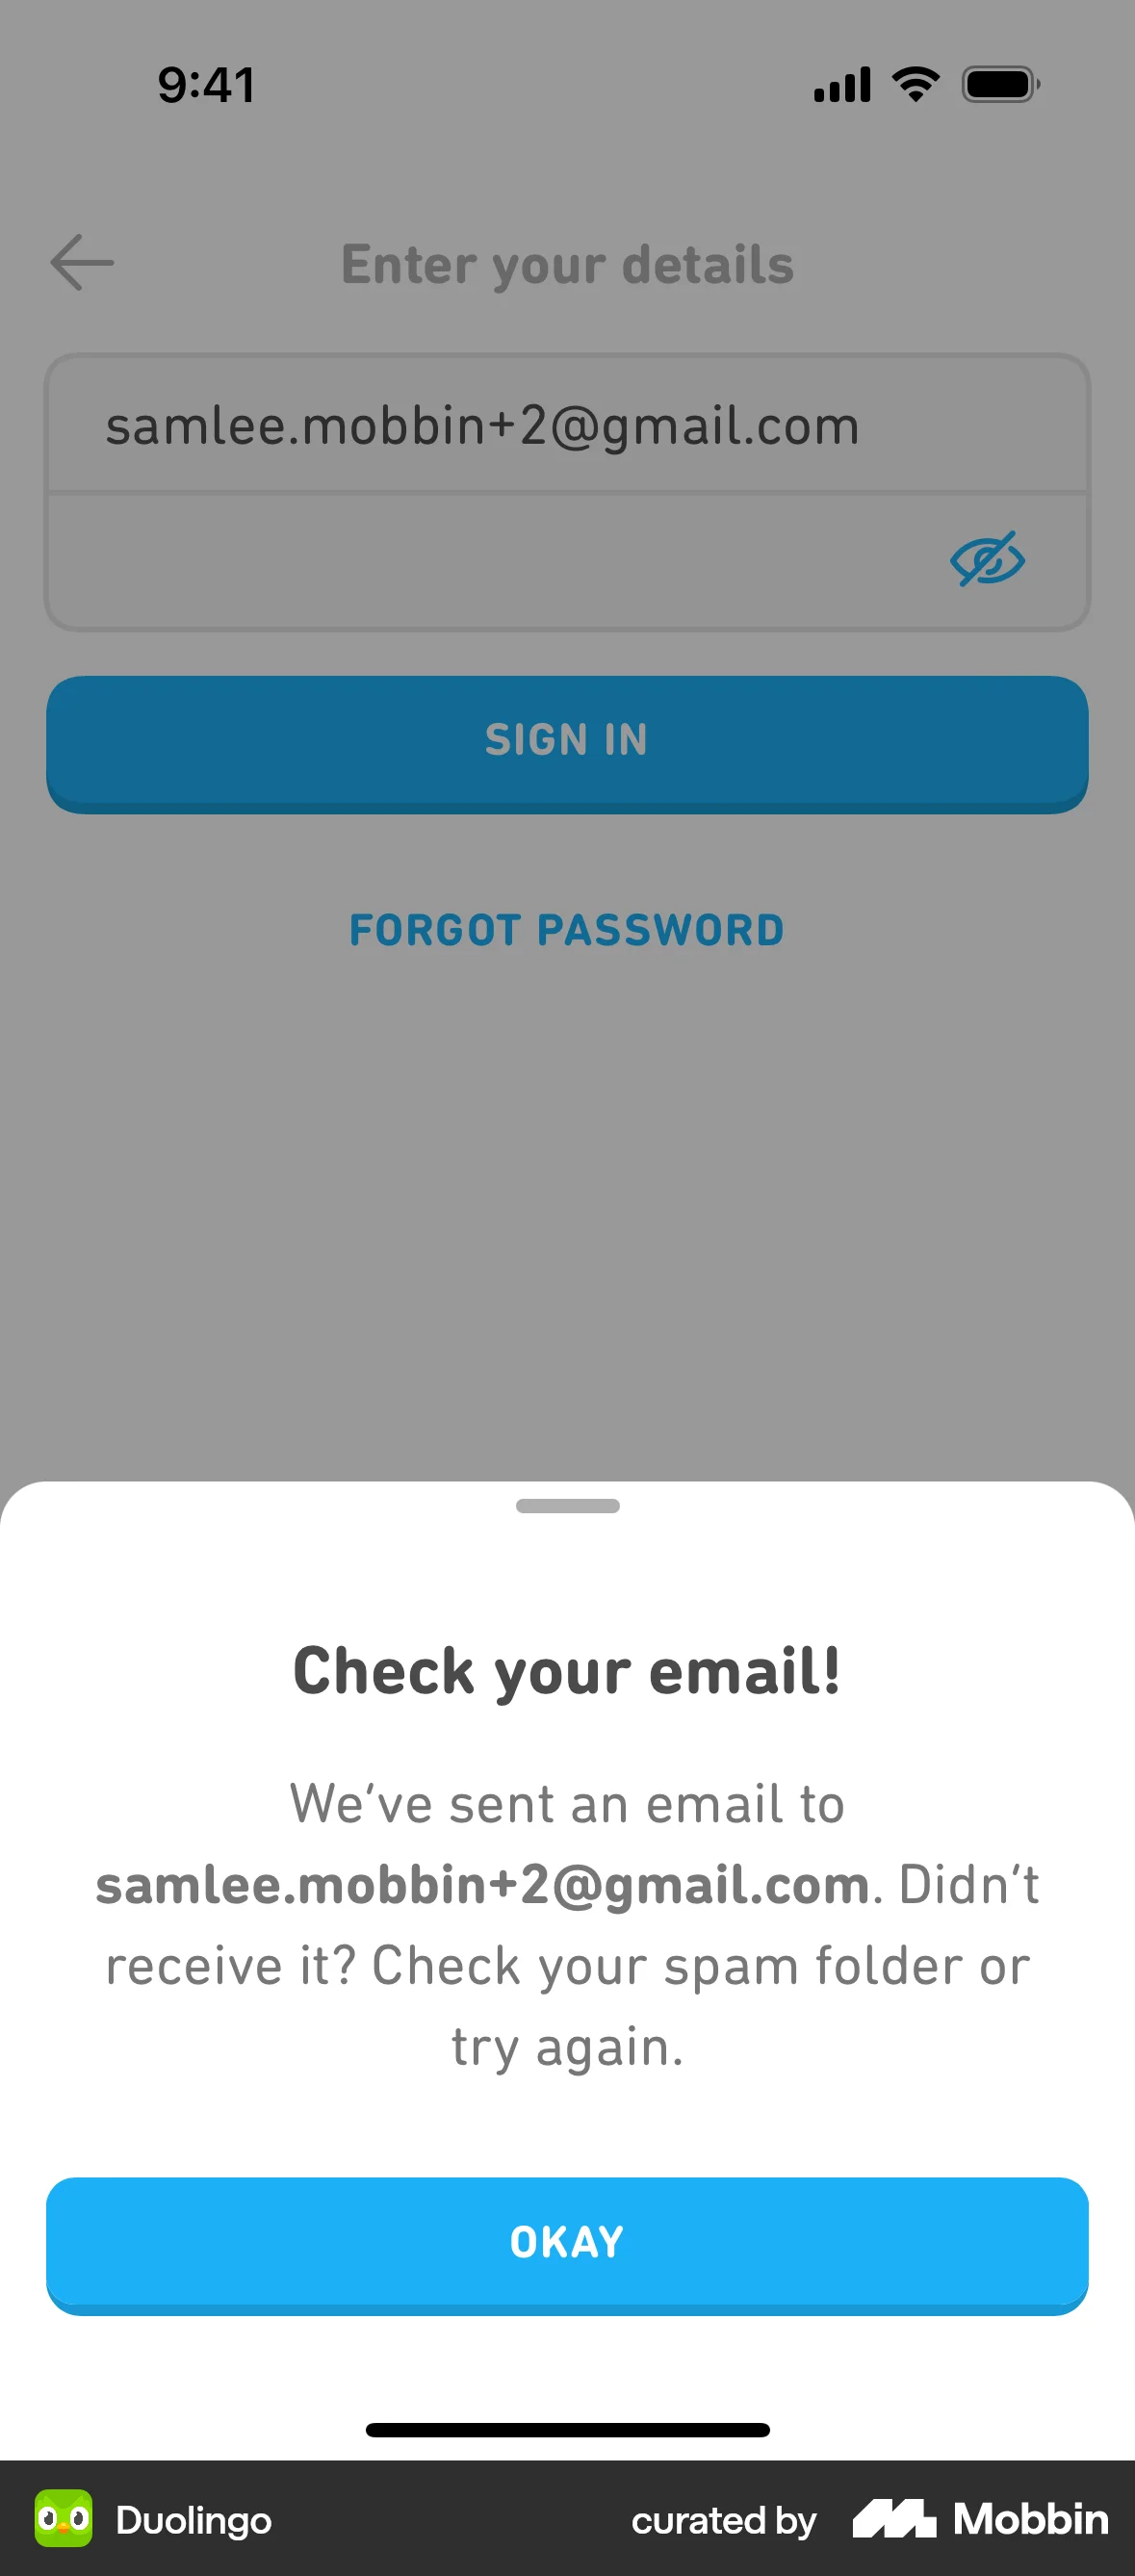 9:41
Enter your details
samlee.mobbin+2@gmail.com
SIGN IN
FORGOT PASSWORD
Check your email!
We've sent an email to
samlee.mobbin+2@gmail.com. Didn't
receive it? Check your spam folder or
try again.
OKAY
Duolingo
curated by Mobbin